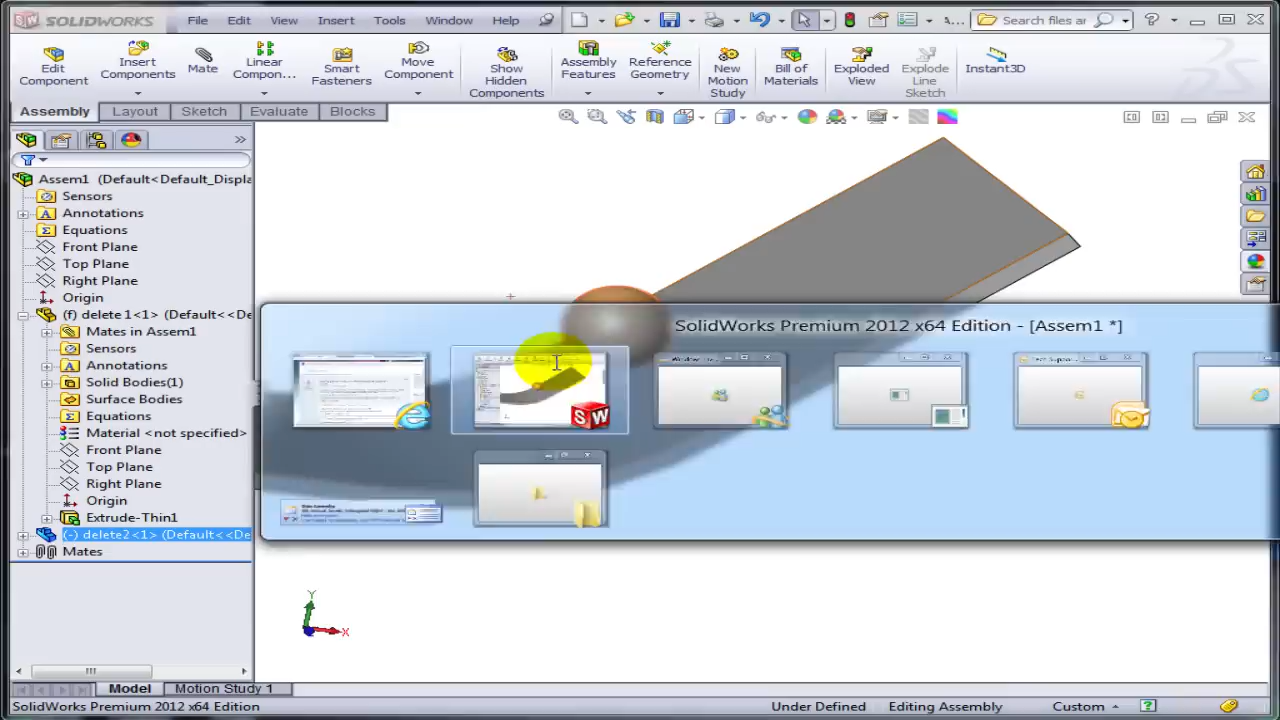 SOLIDWORKS
File Edit View Insert Tools Window Help
Search files ar
Edit Component
Insert Components
Mate
Linear Compon...
Smart Fasteners
Move Component
Show Hidden Components
Assembly Features
Reference Geometry
New Motion Study
Bill of Materials
Exploded View
Explode Line Sketch
Instant3D
Assembly Layout Sketch Evaluate Blocks
Assem1 (Default<Default_Displa
Sensors
Annotations
Equations
Front Plane
Top Plane
Right Plane
Origin
(f) delete1<1> (Default<<De
Mates in Assem1
Sensors
Annotations
Solid Bodies(1)
Surface Bodies
Equations
Material <not specified>
Front Plane
Top Plane
Right Plane
Origin
Extrude-Thin1
(-) delete2<1> (Default<<De
Mates
SolidWorks Premium 2012 x64 Edition - [Assem1 *]
Y
X
Model Motion Study 1
SolidWorks Premium 2012 x64 Edition Under Defined Editing Assembly Custom